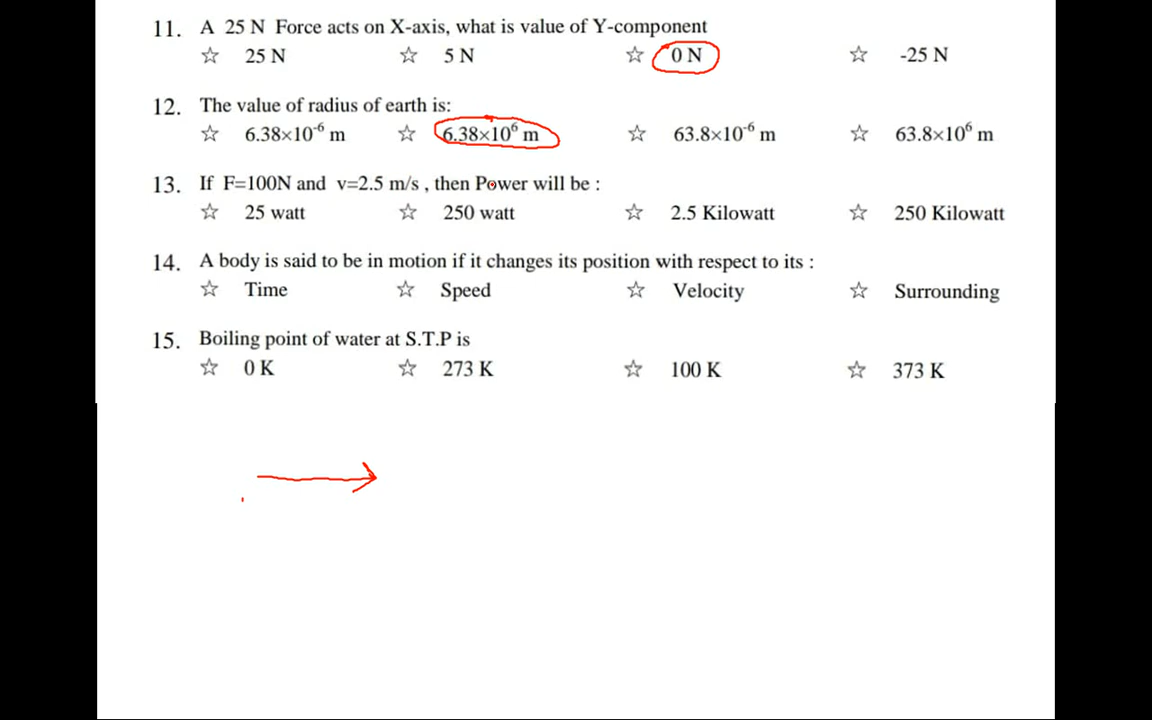 11. A 25 N Force acts on X-axis, what is value of Y-component
☆ 25 N ☆ 5 N ☆ 0 N ☆ -25 N
12. The value of radius of earth is:
☆ 6.38×10⁻⁶ m ☆ 6.38×10⁶ m ☆ 63.8×10⁻⁶ m ☆ 63.8×10⁶ m
13. If F=100N and v=2.5 m/s , then Power will be :
☆ 25 watt ☆ 250 watt ☆ 2.5 Kilowatt ☆ 250 Kilowatt
14. A body is said to be in motion if it changes its position with respect to its :
☆ Time ☆ Speed ☆ Velocity ☆ Surrounding
15. Boiling point of water at S.T.P is
☆ 0 K ☆ 273 K ☆ 100 K ☆ 373 K